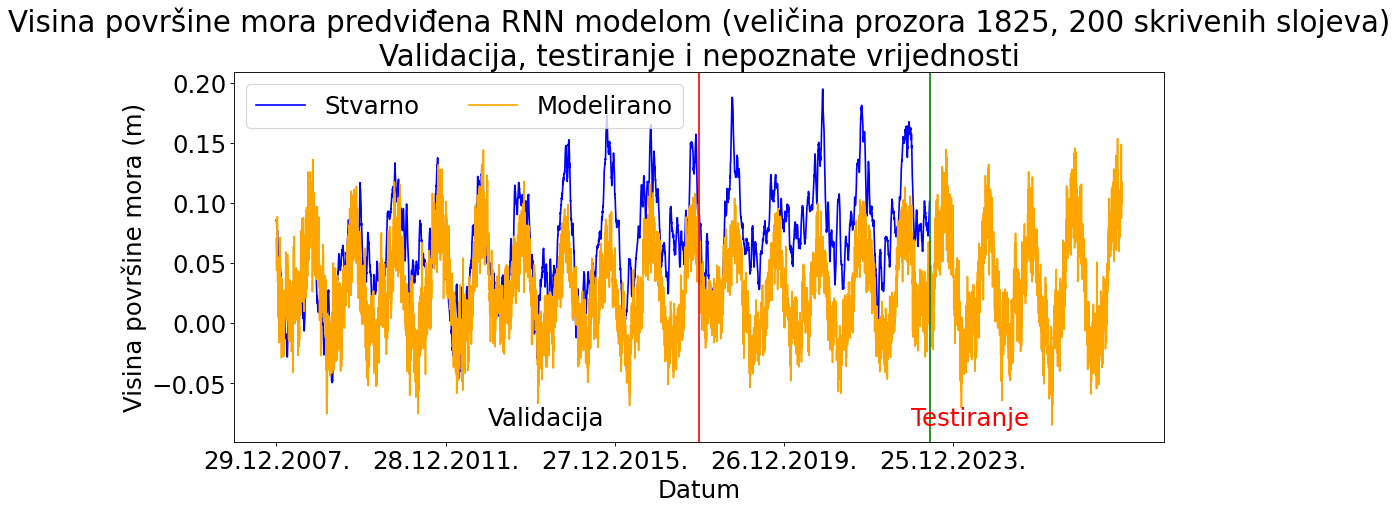 Visina površine mora predviđena RNN modelom (veličina prozora 1825, 200 skrivenih slojeva)
Validacija, testiranje i nepoznate vrijednosti
Stvarno
Modelirano
Visina površine mora (m)
0.20
0.15
0.10
0.05
0.00
−0.05
Validacija
Testiranje
29.12.2007.
28.12.2011.
27.12.2015.
26.12.2019.
25.12.2023.
Datum